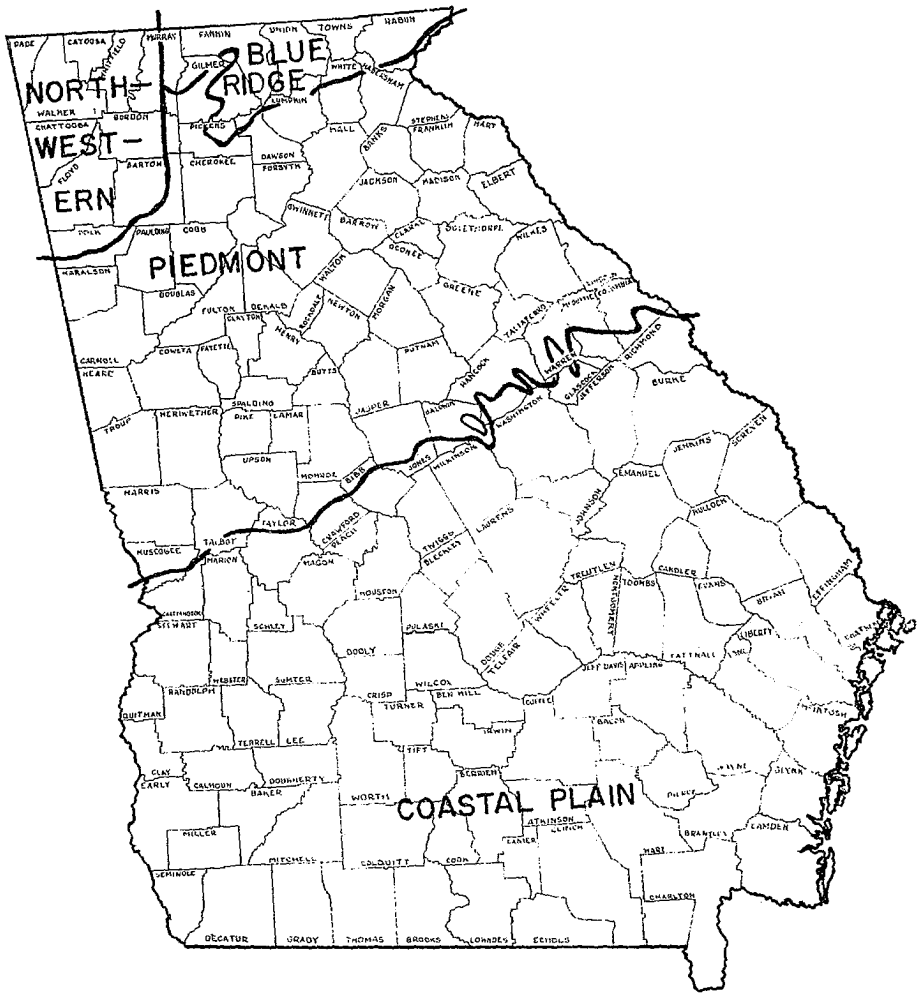 DADE CATOOSA WHITFIELD MURRAY FANNIN UNION TOWNS RABUN
GILMER BLUE WHITE HABERSHAM
NORTH- RIDGE
LUMPKIN
WALKER GORDON PICKENS STEPHENS
CHATTOOGA HALL BANKS FRANKLIN HART
WEST-
FLOYD BARTOW CHEROKEE DAWSON
FORSYTH JACKSON MADISON ELBERT
ERN
GWINNETT BARROW CLARKE OGLETHORPE WILKES
POLK PAULDING COBB OCONEE
PIEDMONT WALTON
HARALSON
DOUGLAS GREENE LINCOLN
FULTON DEKALB ROCKDALE NEWTON MORGAN TALIAFERRO MCDUFFIE COLUMBIA
CLAYTON HENRY
CARROLL COWETA FAYETTE PUTNAM HANCOCK WARREN RICHMOND
HEARD BUTTS GLASCOCK JEFFERSON BURKE
SPALDING JASPER BALDWIN WASHINGTON
TROUP MERIWETHER PIKE LAMAR JENKINS SCREVEN
UPSON MONROE BIBB JONES WILKINSON EMANUEL
HARRIS JOHNSON BULLOCH
TALBOT TAYLOR CRAWFORD LAURENS
MUSCOGEE PEACH TWIGGS
MARION MACON BLECKLEY TREUTLEN CANDLER
HOUSTON WHEELER MONTGOMERY TOOMBS EVANS BRYAN EFFINGHAM
CHATTAHOOCHEE
STEWART SCHLEY PULASKI LIBERTY CHATHAM
DOOLY DODGE TATTNALL LONG
TELFAIR JEFF DAVIS APPLING
WEBSTER SUMTER WILCOX
RANDOLPH CRISP BEN HILL COFFEE
QUITMAN TURNER MCINTOSH
IRWIN BACON
TERRELL LEE TIFT
CLAY DOUGHERTY BERRIEN WAYNE GLYNN
EARLY CALHOUN BAKER WORTH PIERCE
COASTAL PLAIN
ATKINSON
MILLER CLINCH BRANTLEY CAMDEN
LANIER WARE
MITCHELL COLQUITT COOK
SEMINOLE CHARLTON
DECATUR GRADY THOMAS BROOKS LOWNDES ECHOLS